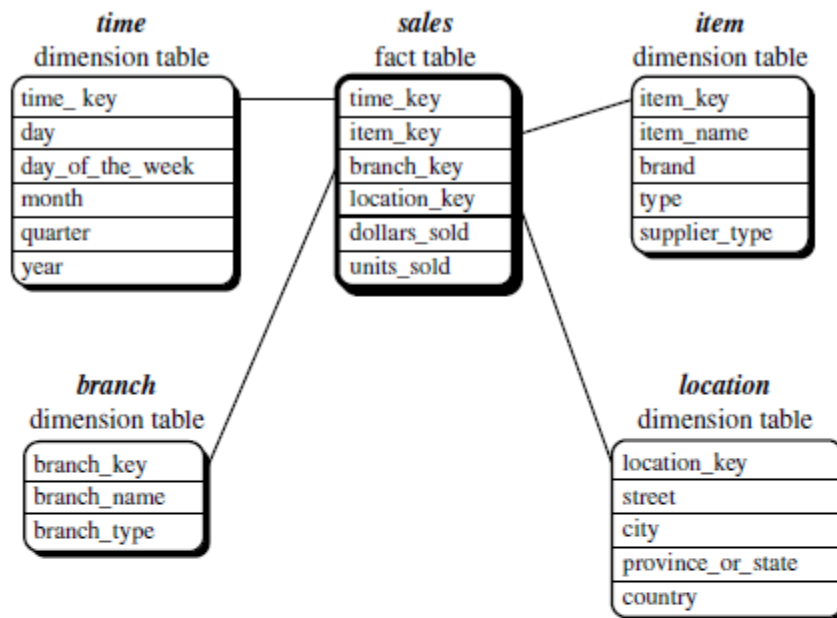 time
dimension table
time_ key
day
day_of_the_week
month
quarter
year
sales
fact table
time_key
item_key
branch_key
location_key
dollars_sold
units_sold
item
dimension table
item_key
item_name
brand
type
supplier_type
branch
dimension table
branch_key
branch_name
branch_type
location
dimension table
location_key
street
city
province_or_state
country